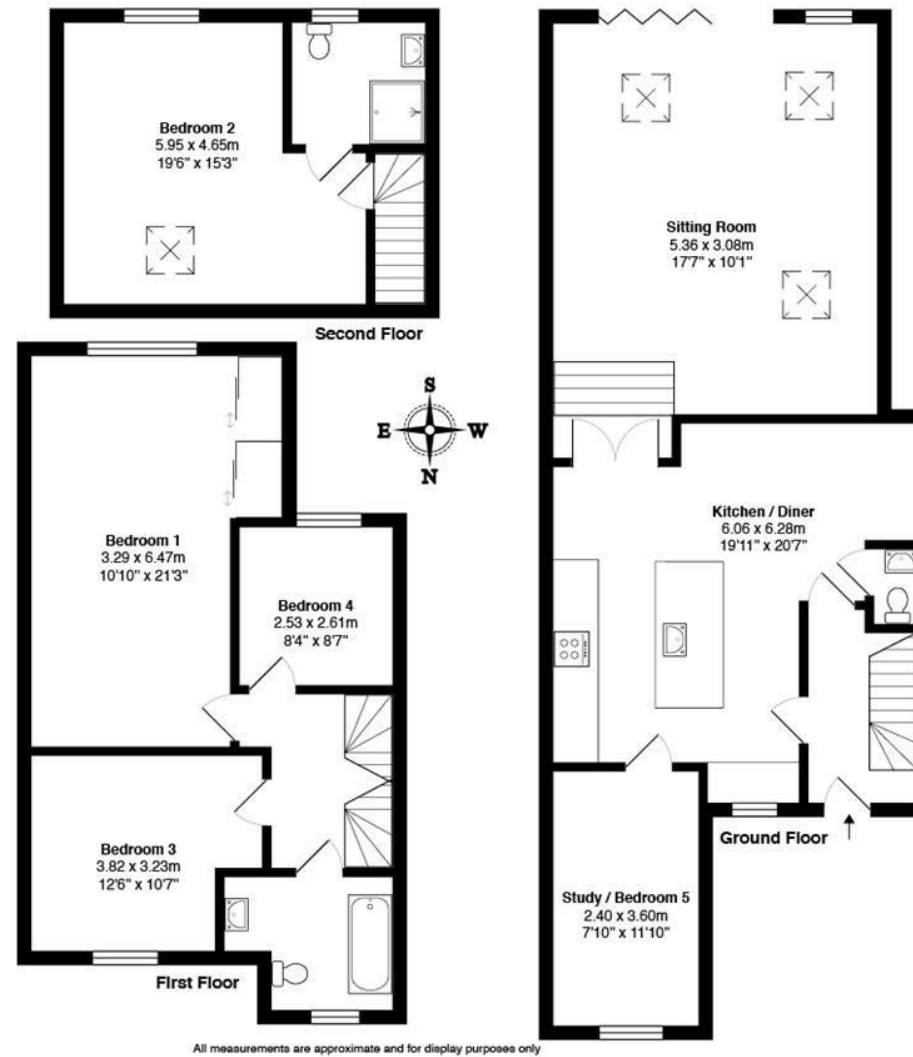 Bedroom 2
5.95 x 4.65m
19'6" x 15'3"
Second Floor
Sitting Room
5.36 x 3.08m
17'7" x 10'1"
S
E W
N
Bedroom 1
3.29 x 6.47m
10'10" x 21'3"
Bedroom 4
2.53 x 2.61m
8'4" x 8'7"
Bedroom 3
3.82 x 3.23m
12'6" x 10'7"
First Floor
Kitchen / Diner
6.06 x 6.28m
19'11" x 20'7"
Ground Floor
Study / Bedroom 5
2.40 x 3.60m
7'10" x 11'10"
All measurements are approximate and for display purposes only